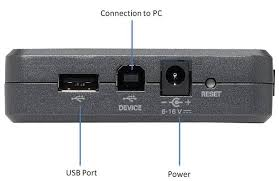 Connection to PC
DEVICE
6-16 V
RESET
USB Port
Power